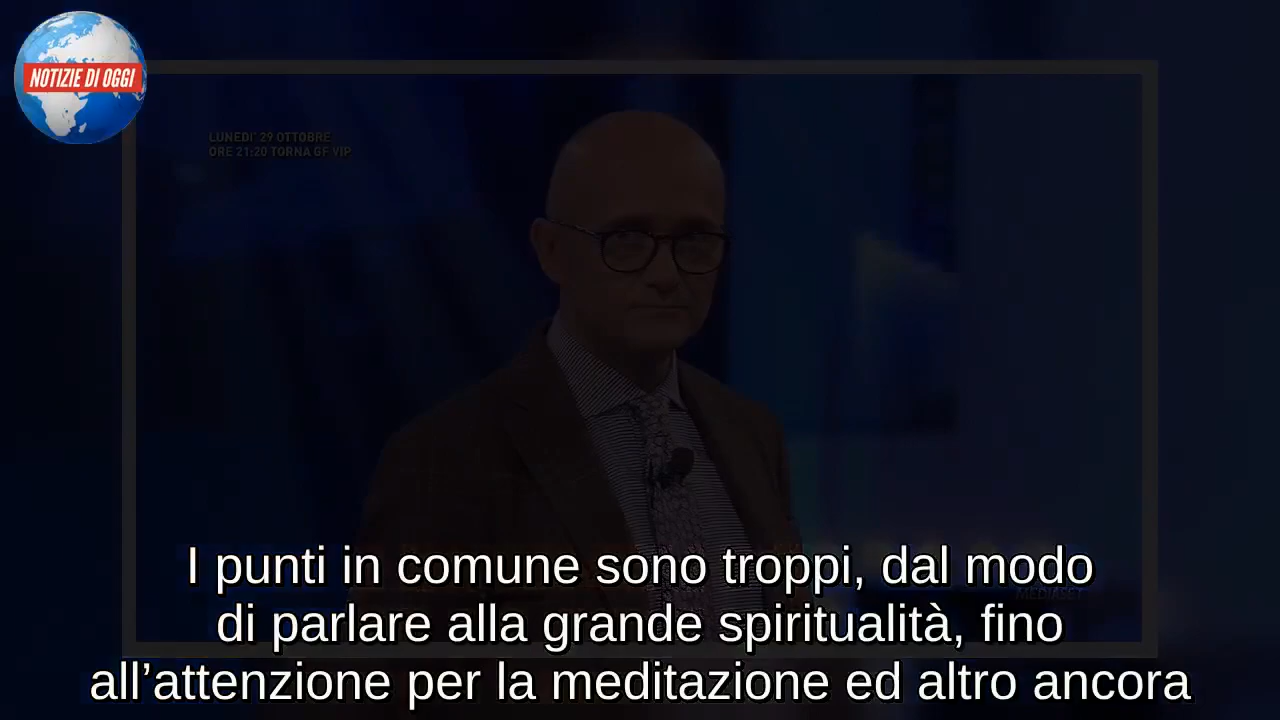 NOTIZIE DI OGGI
LUNEDI' 29 OTTOBRE
ORE 21:20 TORNA GF VIP
I punti in comune sono troppi, dal modo
MEDIASET
di parlare alla grande spiritualità, fino
all’attenzione per la meditazione ed altro ancora